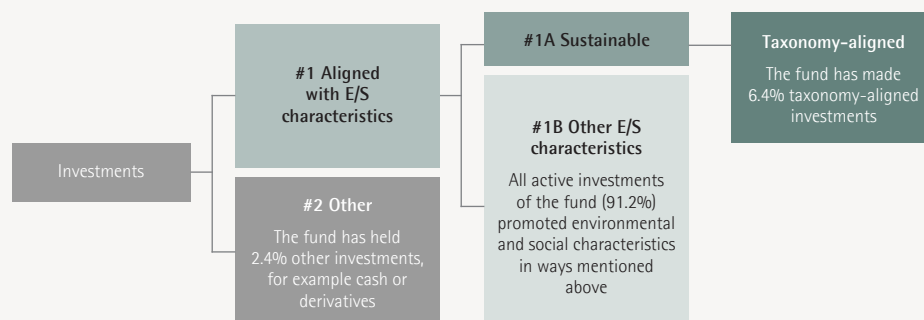 Investments
#1 Aligned
with E/S
characteristics
#2 Other
The fund has held
2.4% other investments,
for example cash or
derivatives
#1A Sustainable
#1B Other E/S
characteristics
All active investments
of the fund (91.2%)
promoted environmental
and social characteristics
in ways mentioned
above
Taxonomy-aligned
The fund has made
6.4% taxonomy-aligned
investments